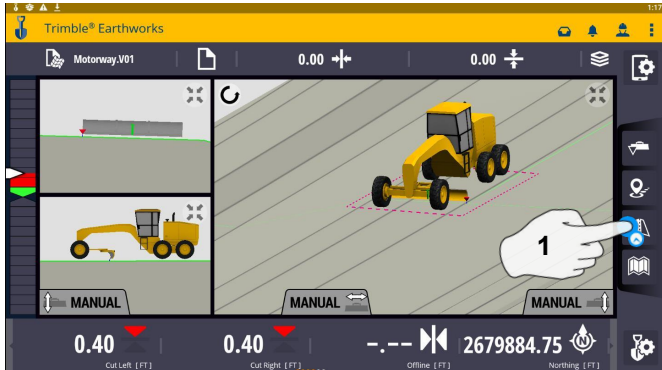 1:17
Trimble® Earthworks
Motorway.V01
0.00
0.00
1
MANUAL
MANUAL
MANUAL
0.40
0.40
-.--
2679884.75
N
Cut Left [FT]
Cut Right [FT]
Offline [FT]
Northing [FT]